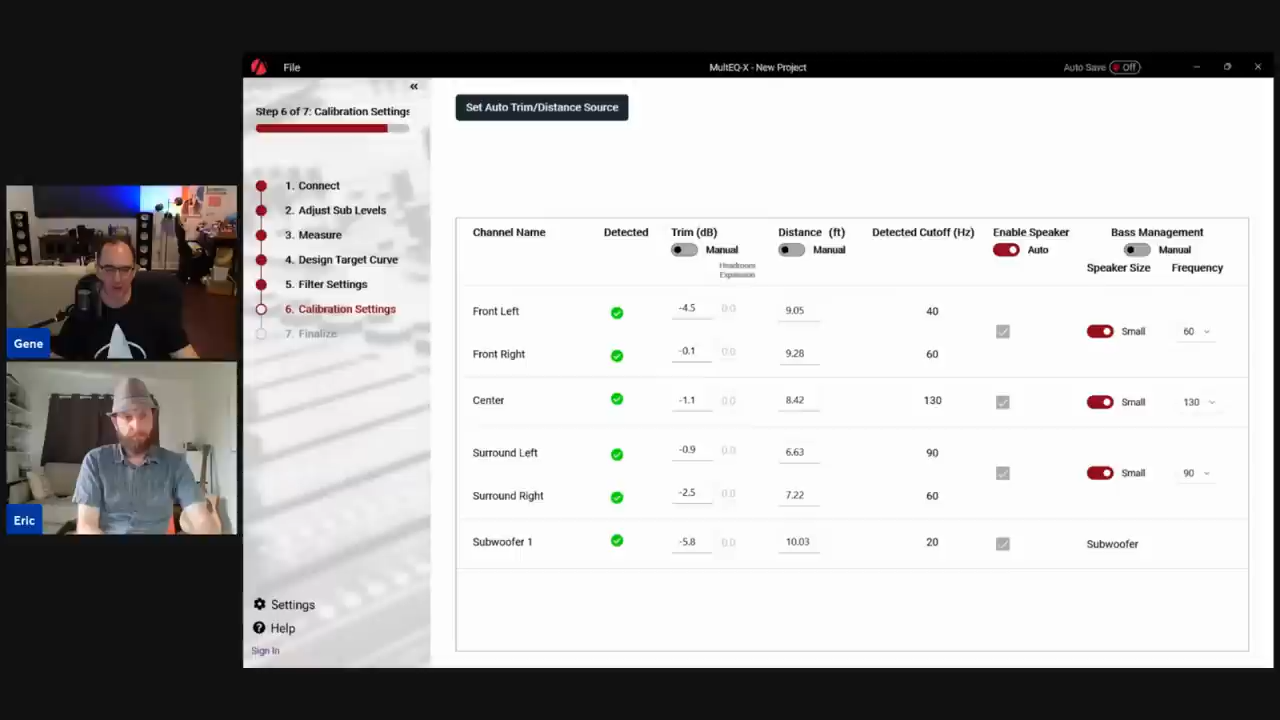 File
MultEQ-X - New Project
Auto Save Off
«
Step 6 of 7: Calibration Settings
Set Auto Trim/Distance Source
1. Connect
2. Adjust Sub Levels
3. Measure
4. Design Target Curve
5. Filter Settings
6. Calibration Settings
7. Finalize
Channel Name Detected Trim (dB) Distance (ft) Detected Cutoff (Hz) Enable Speaker Bass Management
Manual Manual Auto Manual
Headroom
Expansion
Speaker Size Frequency
Front Left -4.5 0.0 9.05 40
Small 60
Front Right -0.1 0.0 9.28 60
Center -1.1 0.0 8.42 130 Small 130
Surround Left -0.9 0.0 6.63 90
Small 90
Surround Right -2.5 0.0 7.22 60
Subwoofer 1 -5.8 0.0 10.03 20 Subwoofer
Gene
Eric
Settings
Help
Sign In